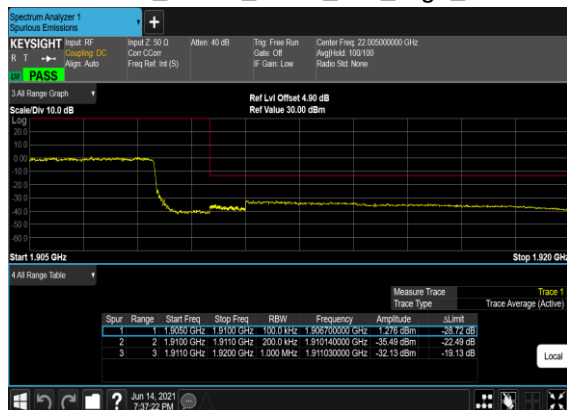 Spectrum Analyzer 1
Spurious Emissions
KEYSIGHT Input: RF Input Z: 50 Ω Atten: 40 dB Trig: Free Run Center Freq: 22.005000000 GHz
R T Coupling: DC Corr CCorr Gate: Off Avg|Hold: 100/100
Align: Auto Freq Ref: Int (S) IF Gain: Low Radio Std: None
PASS
3 All Range Graph
Ref Lvl Offset 4.90 dB
Scale/Div 10.0 dB Ref Value 30.00 dBm
Log
20.0
10.0
0.00
-10.0
-20.0
-30.0
-40.0
-50.0
-60.0
Start 1.905 GHz Stop 1.920 GHz
4 All Range Table
Measure Trace Trace 1
Trace Type Trace Average (Active)
Spur Range Start Freq Stop Freq RBW Frequency Amplitude ΔLimit
1 1 1.9050 GHz 1.9100 GHz 100.0 kHz 1.906700000 GHz 1.276 dBm -28.72 dB
2 2 1.9100 GHz 1.9110 GHz 200.0 kHz 1.910140000 GHz -35.49 dBm -22.49 dB
3 3 1.9110 GHz 1.9200 GHz 1.000 MHz 1.911030000 GHz -32.13 dBm -19.13 dB
Local
? Jun 14, 2021
7:37:22 PM